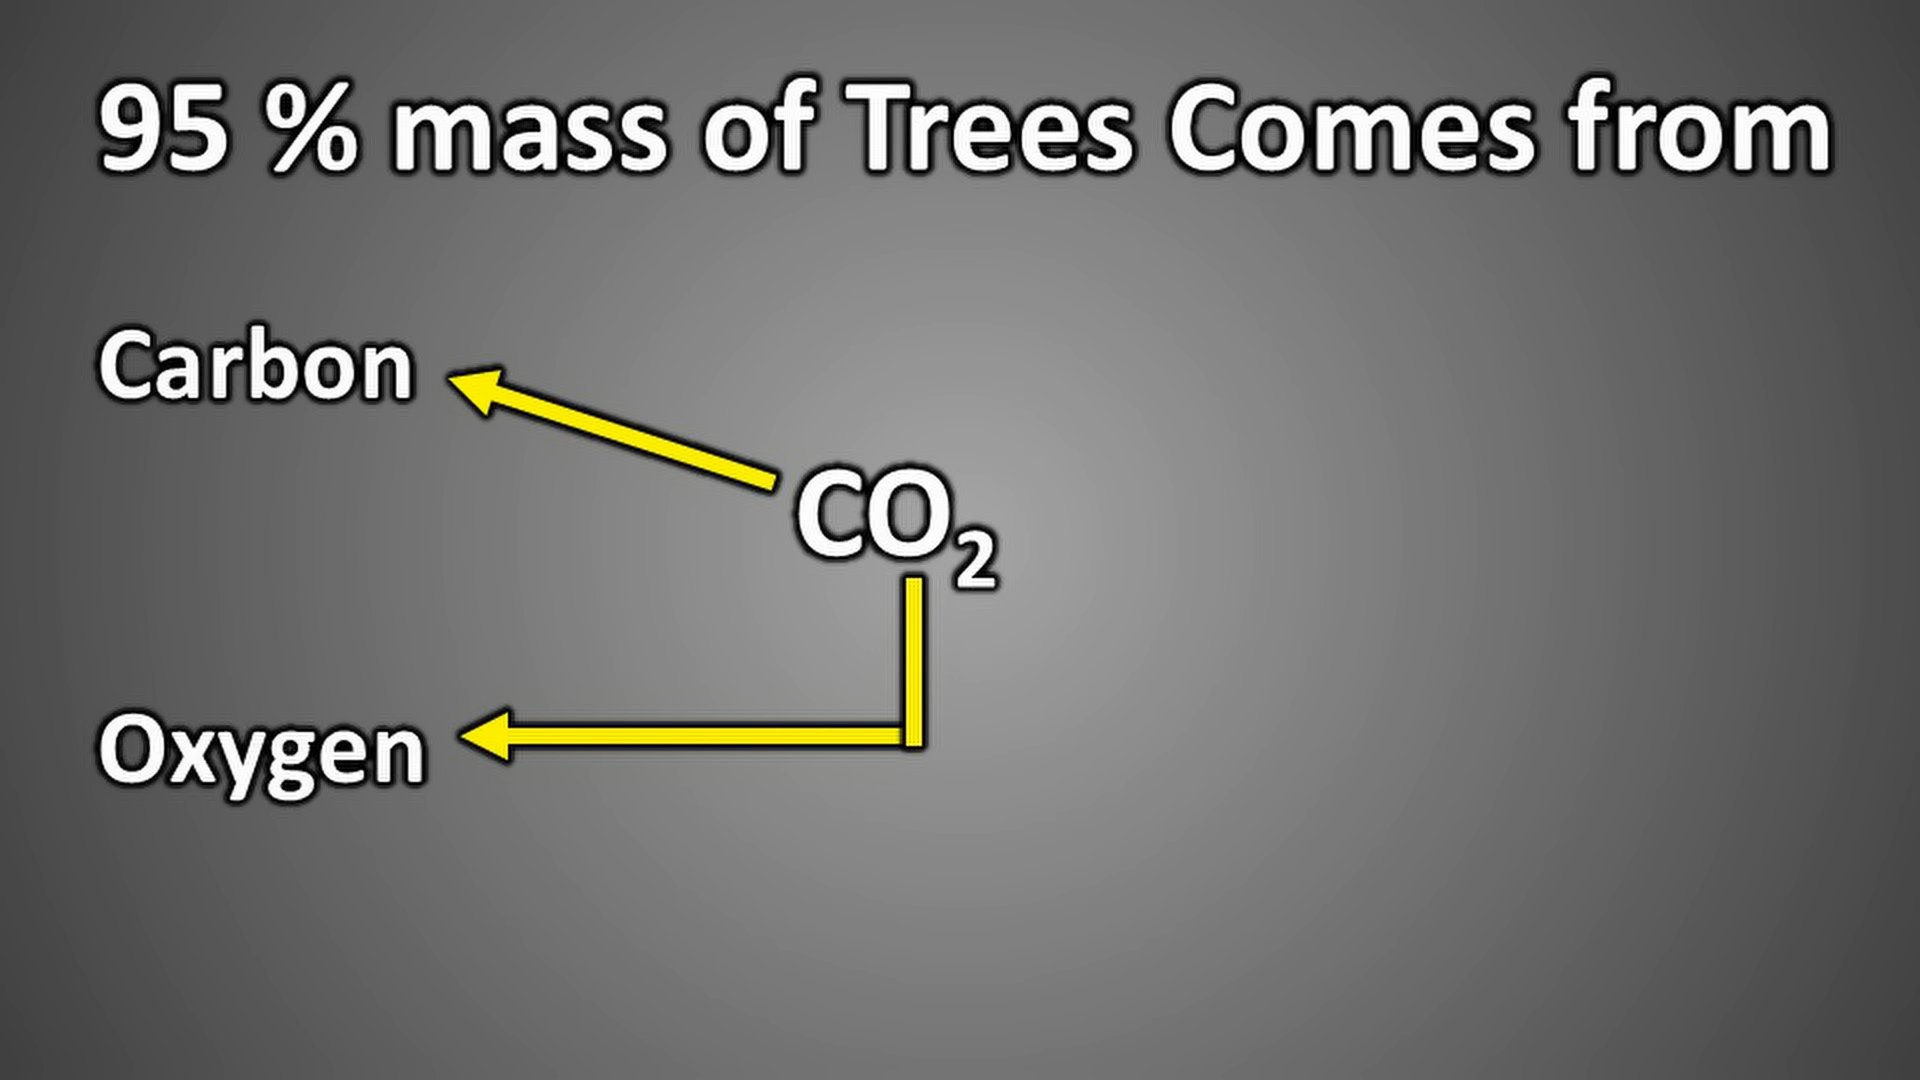 95 % mass of Trees Comes from
Carbon
CO₂
Oxygen